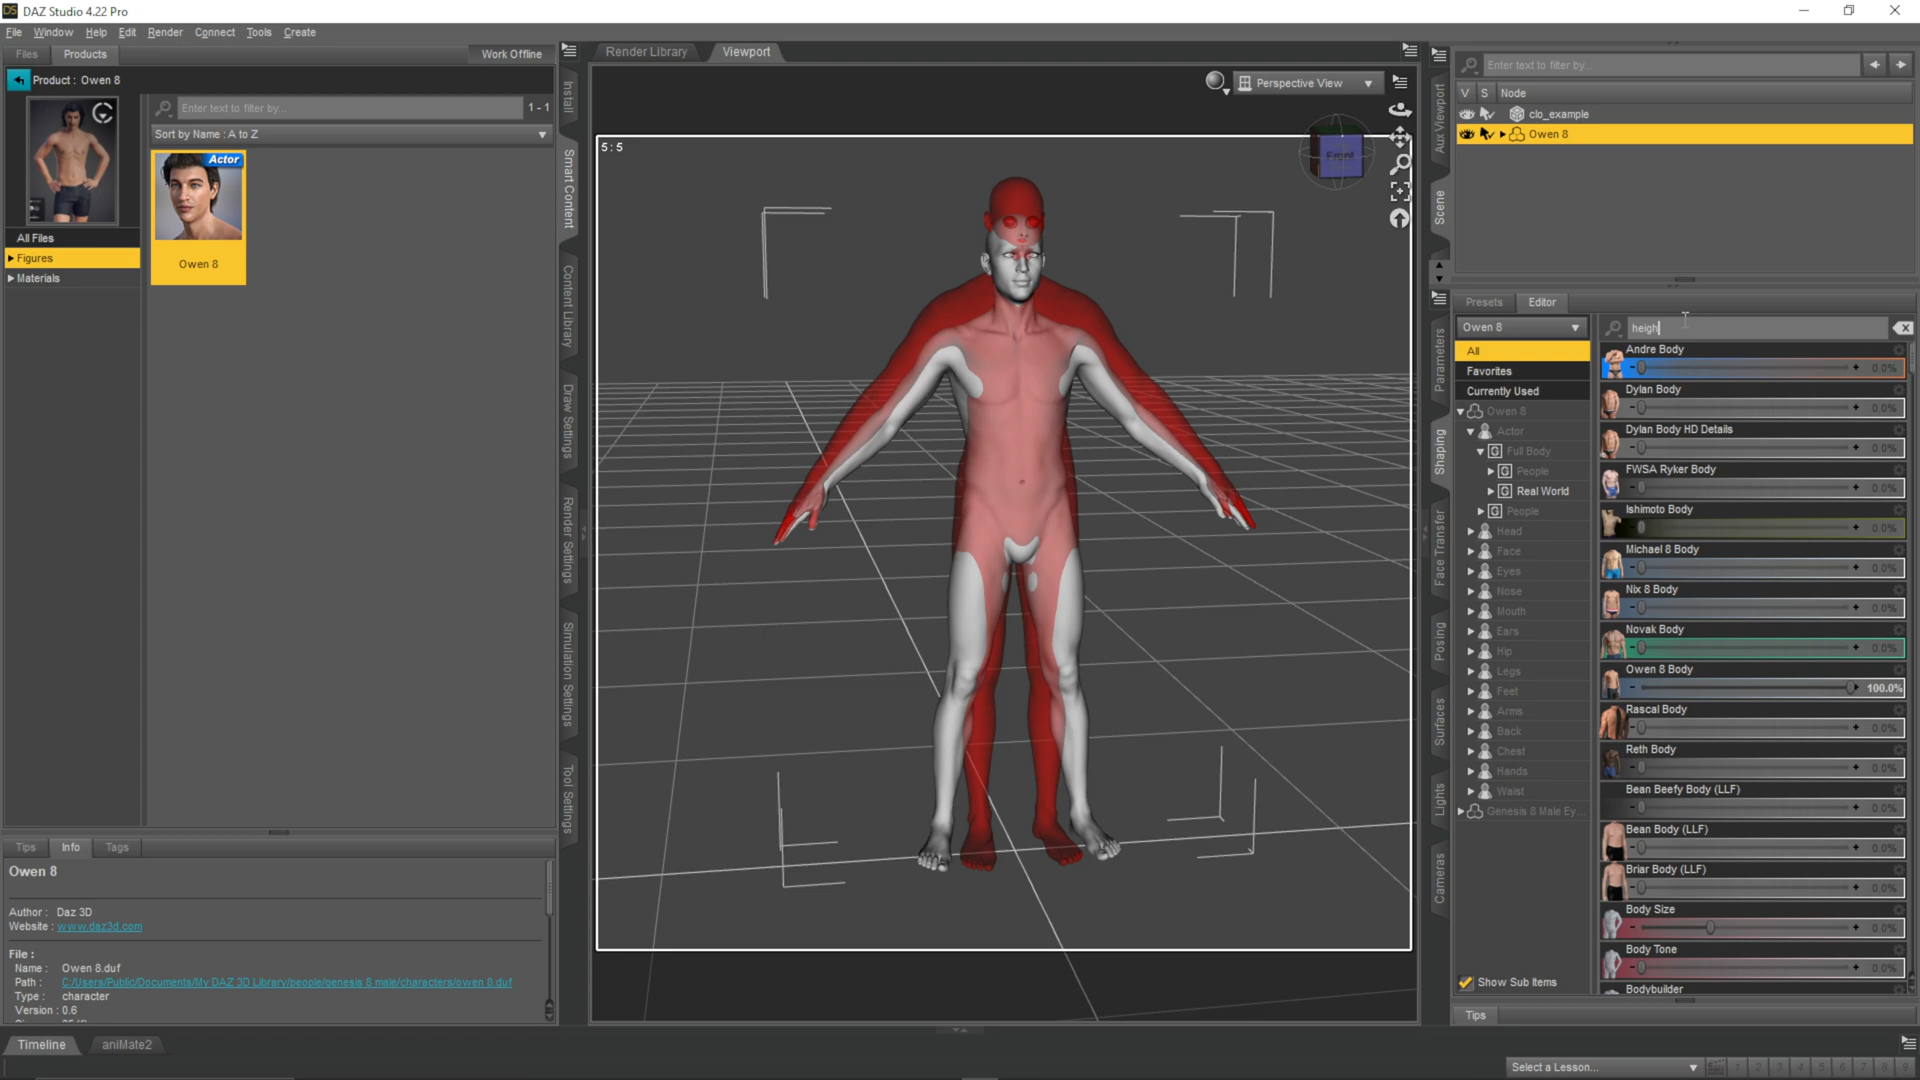 DAZ Studio 4.22 Pro
File Window Help Edit Render Connect Tools Create
Files Products Work Offline
Product : Owen 8
Enter text to filter by... 1 - 1
Sort by Name : A to Z
Actor
Owen 8
All Files
Figures
Materials
Tips Info Tags
Owen 8
Author : Daz 3D
Website : www.daz3d.com
File :
Name : Owen 8.duf
Path : C:/Users/Public/Documents/My DAZ 3D Library/people/genesis 8 male/characters/owen 8.duf
Type : character
Version : 0.6
Install
Smart Content
Content Library
Draw Settings
Render Settings
Simulation Settings
Tool Settings
Render Library Viewport
Perspective View
5 : 5
Front
Aux Viewport
Scene
Enter text to filter by...
V S Node
clo_example
Owen 8
Parameters
Shaping
Face Transfer
Posing
Surfaces
Lights
Cameras
Presets Editor
Owen 8
heigh
All
Favorites
Currently Used
Owen 8
Actor
Full Body
People
Real World
People
Head
Face
Eyes
Nose
Mouth
Ears
Hip
Legs
Feet
Arms
Back
Chest
Hands
Waist
Genesis 8 Male Ey...
Show Sub Items
Andre Body
0.0%
Dylan Body
0.0%
Dylan Body HD Details
0.0%
FWSA Ryker Body
0.0%
Ishimoto Body
0.0%
Michael 8 Body
0.0%
Nix 8 Body
0.0%
Novak Body
0.0%
Owen 8 Body
100.0%
Rascal Body
0.0%
Reth Body
0.0%
Bean Beefy Body (LLF)
0.0%
Bean Body (LLF)
0.0%
Briar Body (LLF)
0.0%
Body Size
0.0%
Body Tone
0.0%
Bodybuilder
Tips
Timeline aniMate2
Select a Lesson... 1 2 3 4 5 6 7 8 9